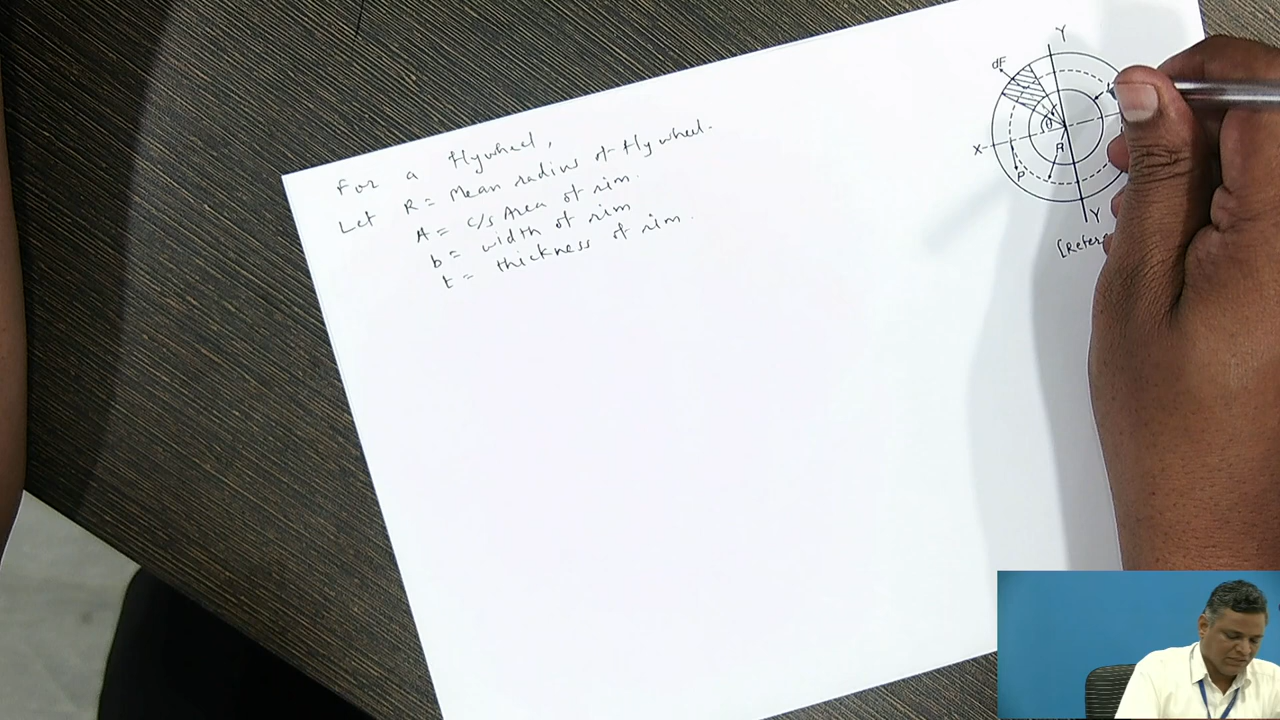 For a flywheel,
Let R = Mean radius of flywheel.
A = c/s Area of rim.
b = width of rim
t = thickness of rim.
Y
dF
X
θ
R
P
Y